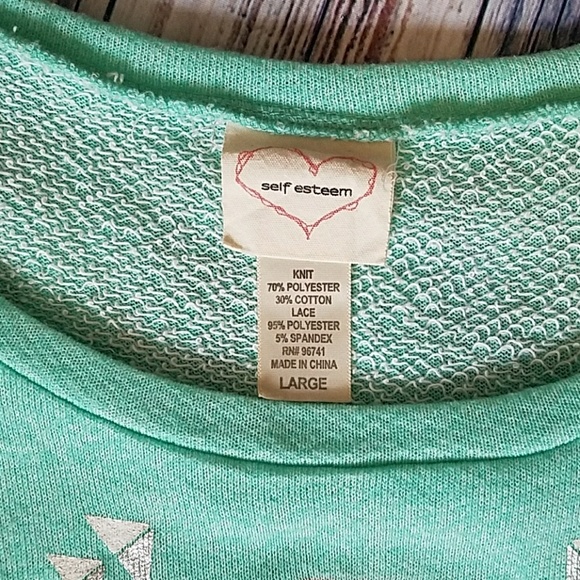 self esteem
KNIT
70% POLYESTER
30% COTTON
LACE
95% POLYESTER
5% SPANDEX
RN# 96741
MADE IN CHINA
LARGE